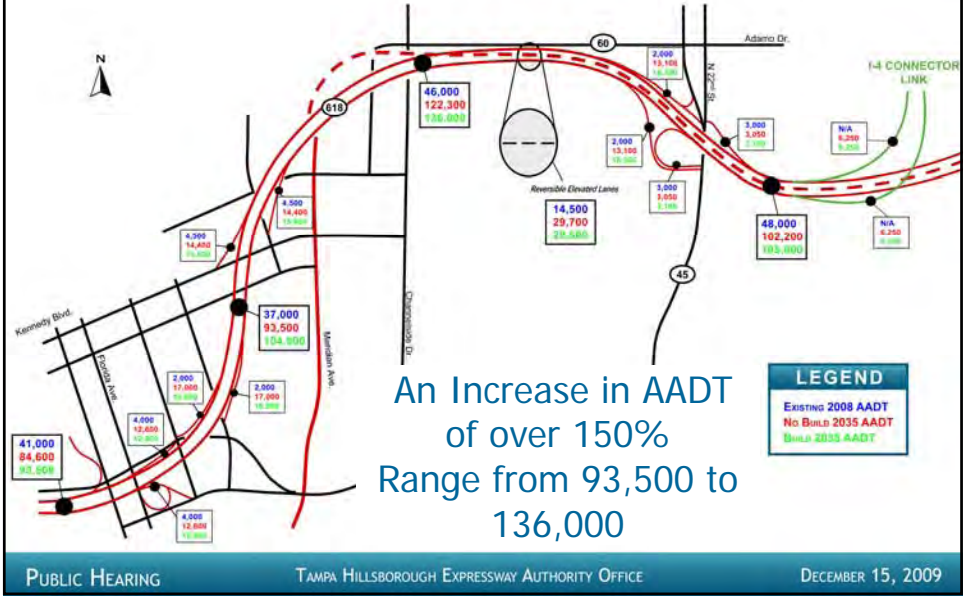 N
Adamo Dr.
60
I-4 CONNECTOR
LINK
N 22nd St.
618
46,000
122,300
136,000
2,000
13,100
3,000
3,050
N/A
6,250
2,000
13,100
Reversible Elevated Lanes
14,500
29,700
3,000
3,050
48,000
102,200
105,000
N/A
6,250
4,500
14,400
4,300
14,400
45
Kennedy Blvd.
Florida Ave.
Meridian Ave.
Channelside Dr.
37,000
93,500
104,500
2,000
17,000
2,000
17,000
4,000
12,600
41,000
84,600
93,500
4,000
12,600
An Increase in AADT
of over 150%
Range from 93,500 to
136,000
LEGEND
EXISTING 2008 AADT
NO BUILD 2035 AADT
BUILD 2035 AADT
PUBLIC HEARING
TAMPA HILLSBOROUGH EXPRESSWAY AUTHORITY OFFICE
DECEMBER 15, 2009